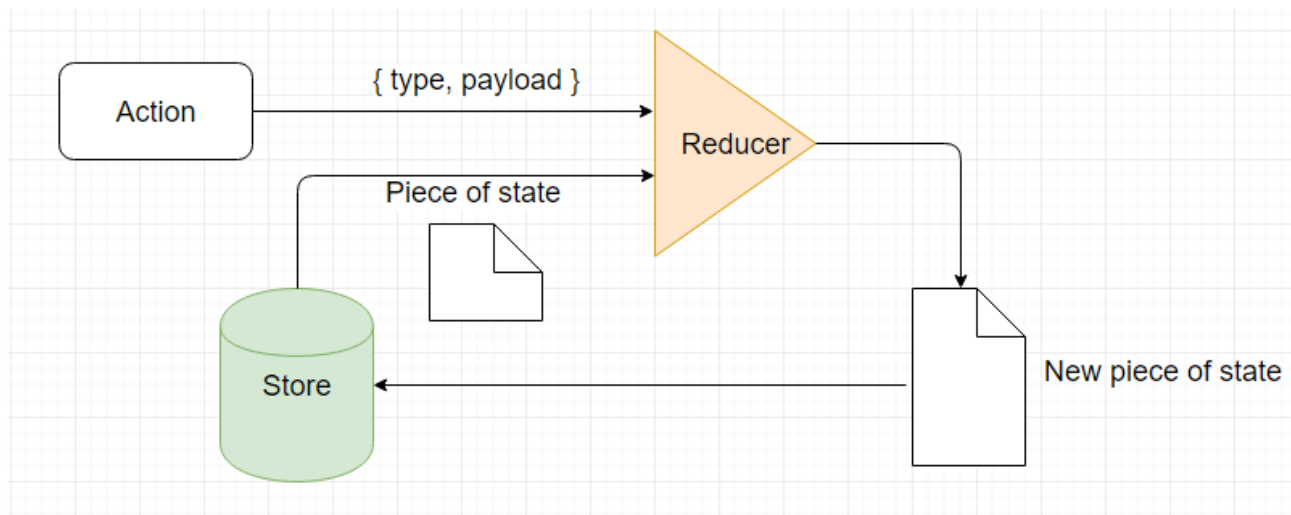 { type, payload }
Action
Reducer
Piece of state
Store
New piece of state